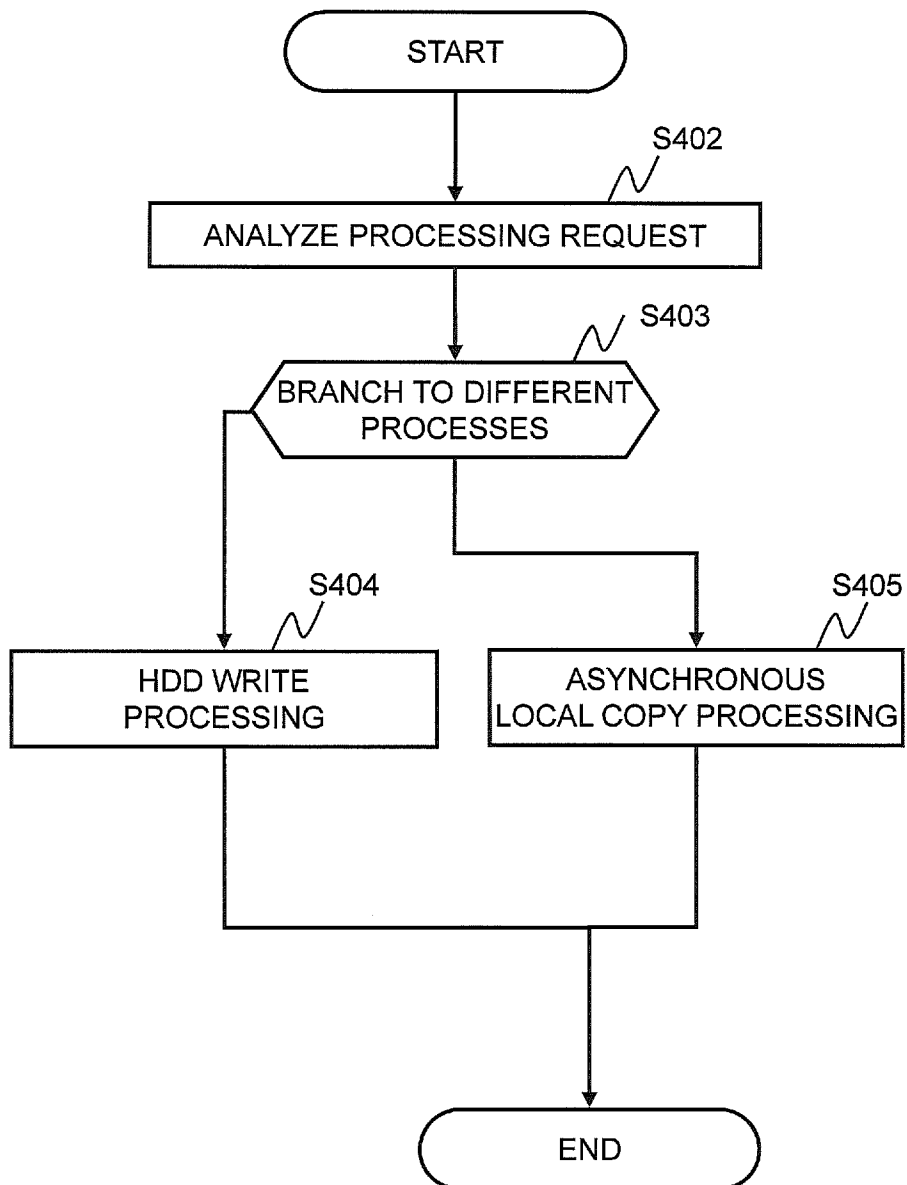 START
S402
ANALYZE PROCESSING REQUEST
S403
BRANCH TO DIFFERENT
PROCESSES
S404
HDD WRITE
PROCESSING
S405
ASYNCHRONOUS
LOCAL COPY PROCESSING
END